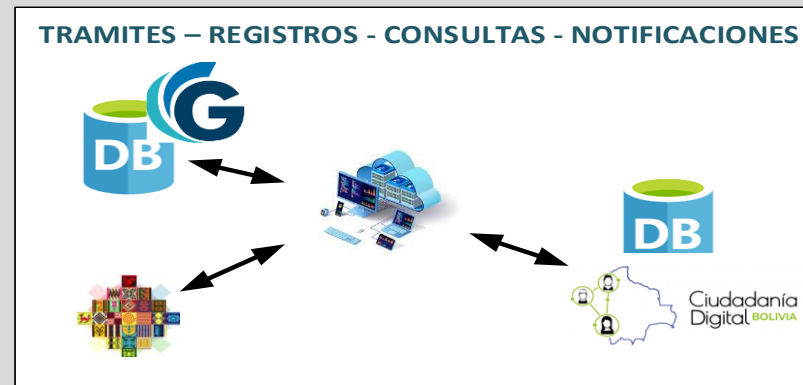 TRAMITES – REGISTROS - CONSULTAS - NOTIFICACIONES
G
DB
DB
Ciudadanía
Digital BOLIVIA